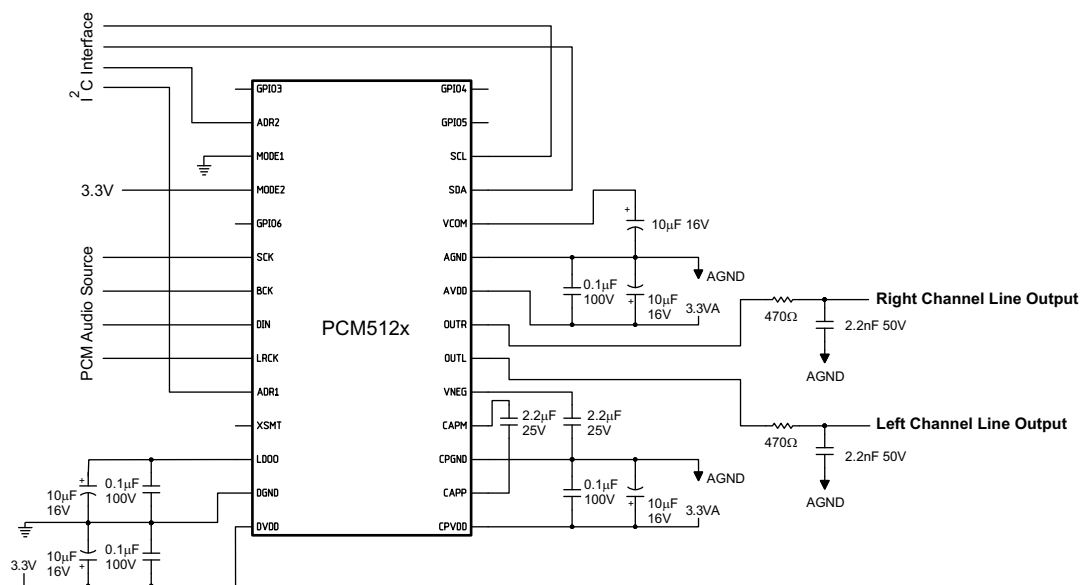 I²C Interface
GPIO3
GPIO4
ADR2
GPIO5
MODE1
SCL
3.3V
MODE2
SDA
GPIO6
VCOM
10μF 16V
PCM Audio Source
SCK
AGND
AGND
BCK
AVDD
0.1μF
100V
10μF
16V
3.3VA
DIN
PCM512x
OUTR
470Ω
Right Channel Line Output
2.2nF 50V
AGND
LRCK
OUTL
ADR1
VNEG
XSMT
CAPM
2.2μF
25V
2.2μF
25V
470Ω
Left Channel Line Output
2.2nF 50V
AGND
LDOO
CPGND
AGND
10μF
16V
0.1μF
100V
DGND
CAPP
0.1μF
100V
10μF
16V
3.3VA
DVDD
CPVDD
3.3V
10μF
16V
0.1μF
100V